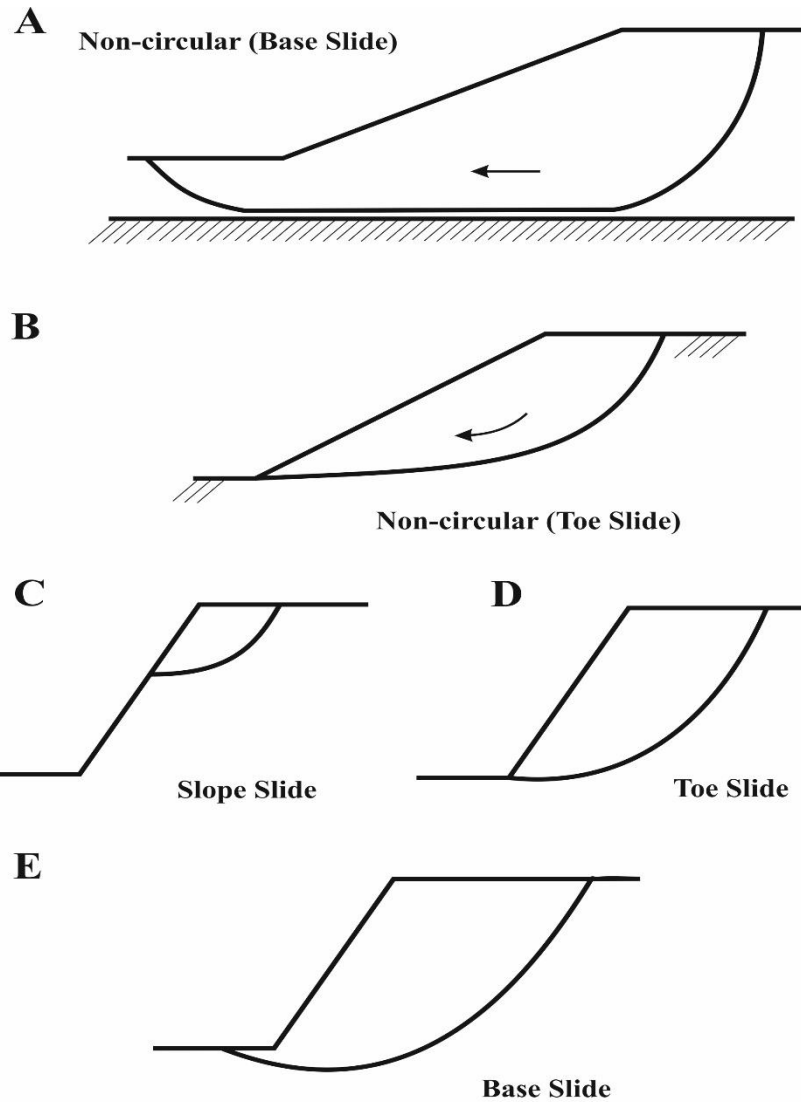 A
Non-circular (Base Slide)
B
Non-circular (Toe Slide)
C
D
Slope Slide
Toe Slide
E
Base Slide